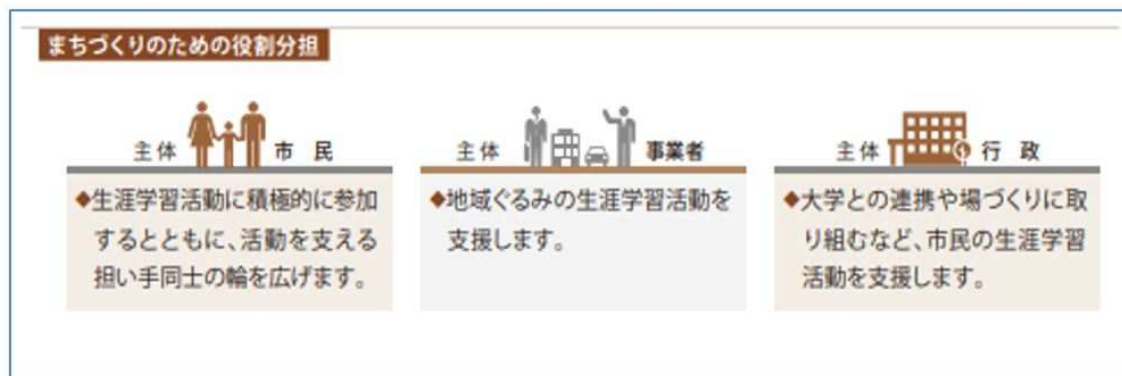 まちづくりのための役割分担
主体 市 民
◆生涯学習活動に積極的に参加
するとともに、活動を支える
担い手同士の輪を広げます。
主体 事業者
◆地域ぐるみの生涯学習活動を
支援します。
主体 行 政
◆大学との連携や場づくりに取
り組むなど、市民の生涯学習
活動を支援します。